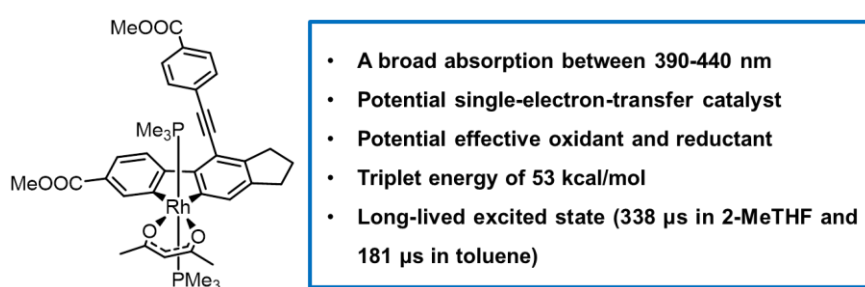 MeOOC
Me₃P
MeOOC
Rh
O
O
PMe₃
• A broad absorption between 390-440 nm
• Potential single-electron-transfer catalyst
• Potential effective oxidant and reductant
• Triplet energy of 53 kcal/mol
• Long-lived excited state (338 μs in 2-MeTHF and
181 μs in toluene)